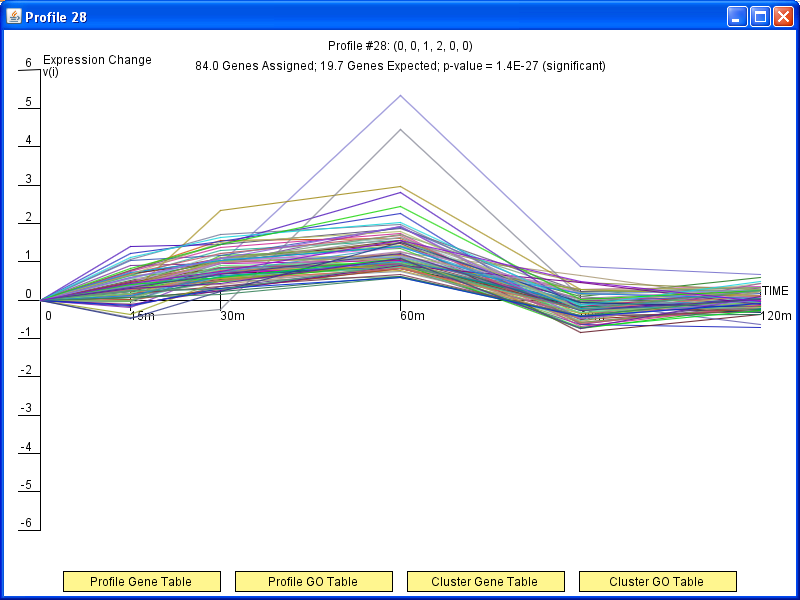 Profile 28
Profile #28: (0, 0, 1, 2, 0, 0)
84.0 Genes Assigned; 19.7 Genes Expected; p-value = 1.4E-27 (significant)
Expression Change
v(i)
6
5
4
3
2
1
0
-1
-2
-3
-4
-5
-6
TIME
0
15m
30m
60m
120m
Profile Gene Table
Profile GO Table
Cluster Gene Table
Cluster GO Table